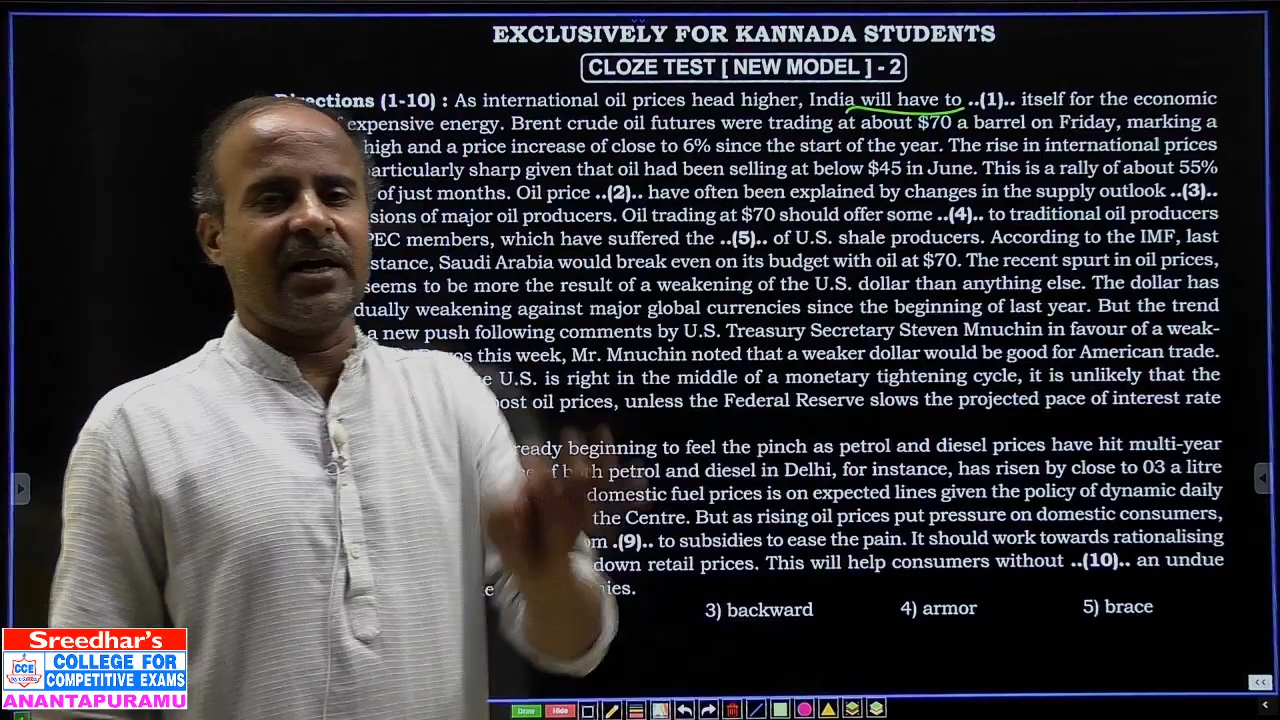 EXCLUSIVELY FOR KANNADA STUDENTS
CLOZE TEST [ NEW MODEL ] - 2
Directions (1-10) : As international oil prices head higher, India will have to ..(1).. itself for the economic
expensive energy. Brent crude oil futures were trading at about $70 a barrel on Friday, marking a
high and a price increase of close to 6% since the start of the year. The rise in international prices
particularly sharp given that oil had been selling at below $45 in June. This is a rally of about 55%
of just months. Oil price ..(2).. have often been explained by changes in the supply outlook ..(3)..
of major oil producers. Oil trading at $70 should offer some ..(4).. to traditional oil producers
members, which have suffered the ..(5).. of U.S. shale producers. According to the IMF, last
Saudi Arabia would break even on its budget with oil at $70. The recent spurt in oil prices,
seems to be more the result of a weakening of the U.S. dollar than anything else. The dollar has
weakening against major global currencies since the beginning of last year. But the trend
a new push following comments by U.S. Treasury Secretary Steven Mnuchin in favour of a weak-
this week, Mr. Mnuchin noted that a weaker dollar would be good for American trade.
U.S. is right in the middle of a monetary tightening cycle, it is unlikely that the
oil prices, unless the Federal Reserve slows the projected pace of interest rate
beginning to feel the pinch as petrol and diesel prices have hit multi-year
petrol and diesel in Delhi, for instance, has risen by close to 03 a litre
domestic fuel prices is on expected lines given the policy of dynamic daily
the Centre. But as rising oil prices put pressure on domestic consumers,
.(9).. to subsidies to ease the pain. It should work towards rationalising
down retail prices. This will help consumers without ..(10).. an undue
3) backward 4) armor 5) brace
Sreedhar's
CCE
COLLEGE FOR
COMPETITIVE EXAMS
ANANTAPURAMU
Draw Hide